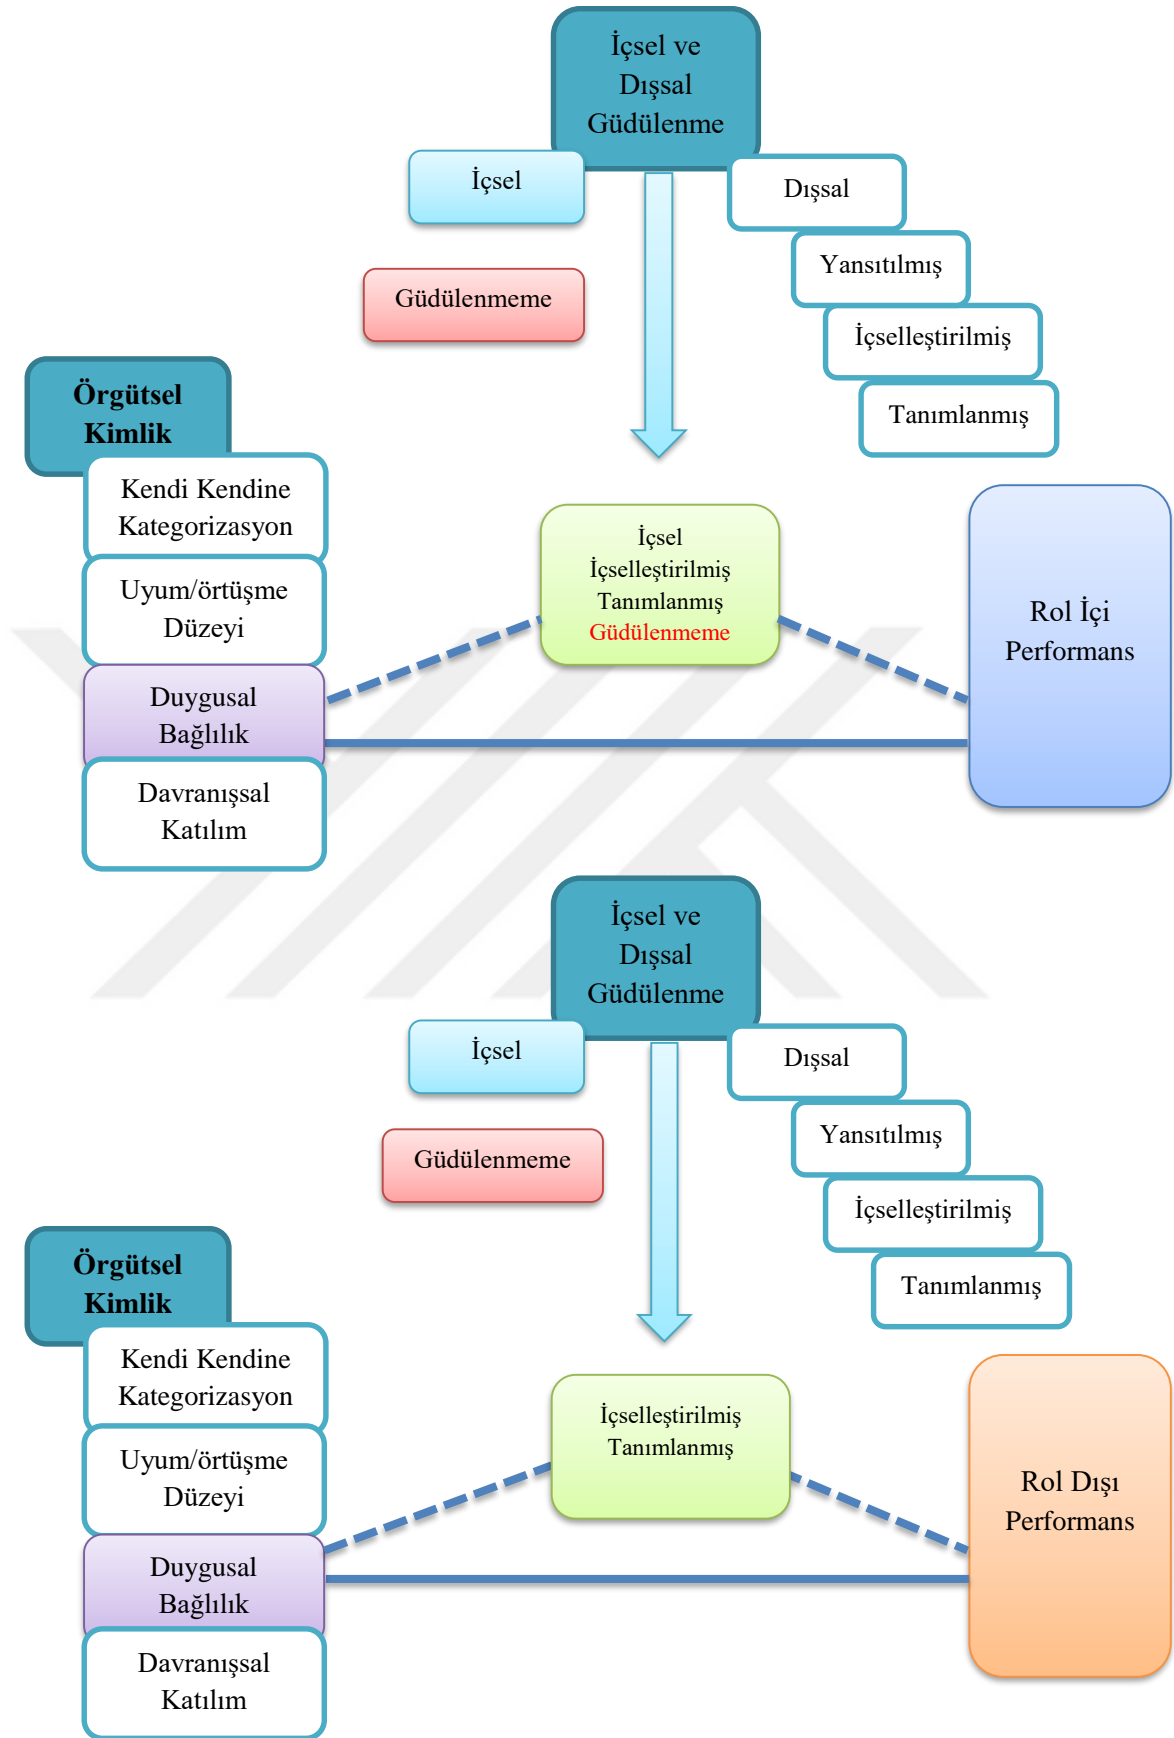 İçsel ve
Dışsal
Güdülenme
İçsel
Dışsal
Yansıtılmış
Güdülenmeme
İçselleştirilmiş
Tanımlanmış
Örgütsel
Kimlik
Kendi Kendine
Kategorizasyon
Uyum/örtüşme
Düzeyi
Duygusal
Bağlılık
Davranışsal
Katılım
İçsel
İçselleştirilmiş
Tanımlanmış
Güdülenmeme
Rol İçi
Performans
İçsel ve
Dışsal
Güdülenme
İçsel
Dışsal
Yansıtılmış
Güdülenmeme
İçselleştirilmiş
Tanımlanmış
Örgütsel
Kimlik
Kendi Kendine
Kategorizasyon
Uyum/örtüşme
Düzeyi
Duygusal
Bağlılık
Davranışsal
Katılım
İçselleştirilmiş
Tanımlanmış
Rol Dışı
Performans